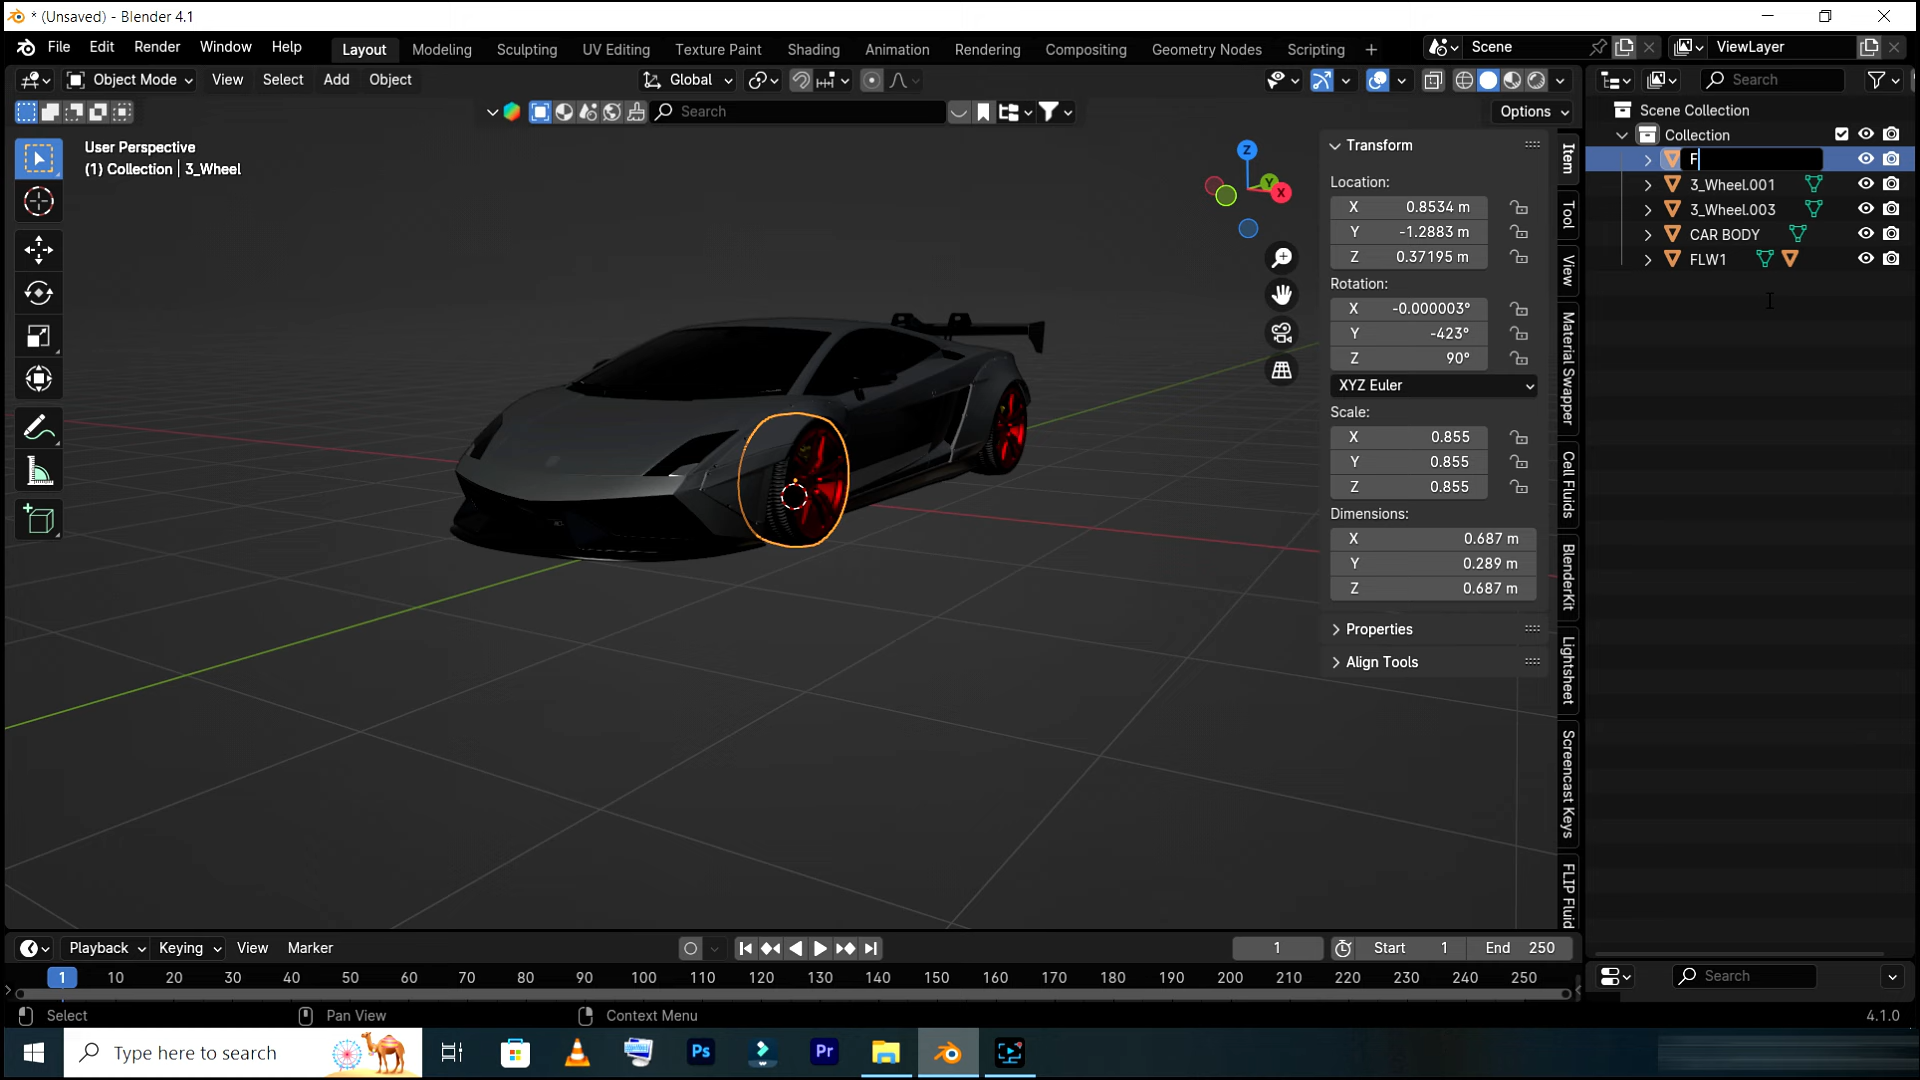 * (Unsaved) - Blender 4.1
File Edit Render Window Help Layout Modeling Sculpting UV Editing Texture Paint Shading Animation Rendering Compositing Geometry Nodes Scripting + Scene ViewLayer
Object Mode View Select Add Object Global Search
Search Options
User Perspective
(1) Collection | 3_Wheel
Z
Y
X
Transform
Location:
X 0.8534 m
Y -1.2883 m
Z 0.37195 m
Rotation:
X -0.000003°
Y -423°
Z 90°
XYZ Euler
Scale:
X 0.855
Y 0.855
Z 0.855
Dimensions:
X 0.687 m
Y 0.289 m
Z 0.687 m
Properties
Align Tools
Item
Tool
View
Material Swapper
Cell Fluids
BlenderKit
Lightsheet
Screencast Keys
FLIP Fluid
Scene Collection
Collection
F
3_Wheel.001
3_Wheel.003
CAR BODY
FLW1
Playback Keying View Marker 1 Start 1 End 250
Search
1 10 20 30 40 50 60 70 80 90 100 110 120 130 140 150 160 170 180 190 200 210 220 230 240 250
Select Pan View Context Menu 4.1.0
Type here to search Ps Pr